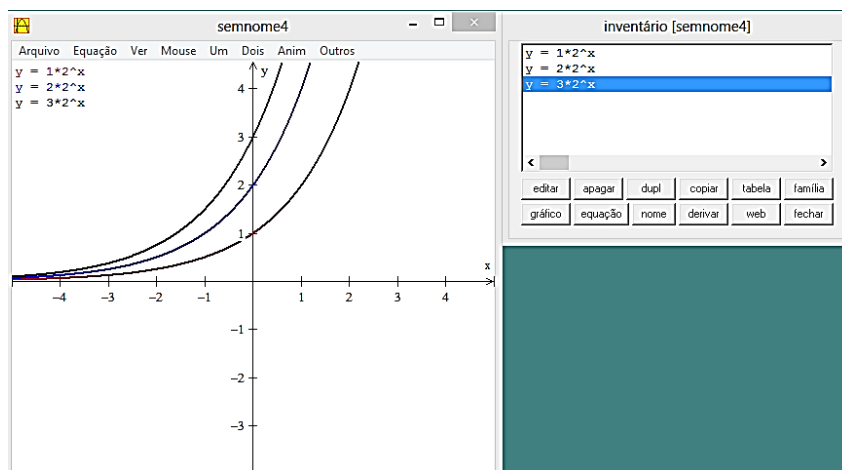 semnome4
Arquivo Equação Ver Mouse Um Dois Anim Outros
y = 1*2^x
y = 2*2^x
y = 3*2^x
y
4
3
2
1
x
-4 -3 -2 -1 1 2 3 4
-1
-2
-3
inventário [semnome4]
y = 1*2^x
y = 2*2^x
y = 3*2^x
editar apagar dupl copiar tabela família
gráfico equação nome derivar web fechar